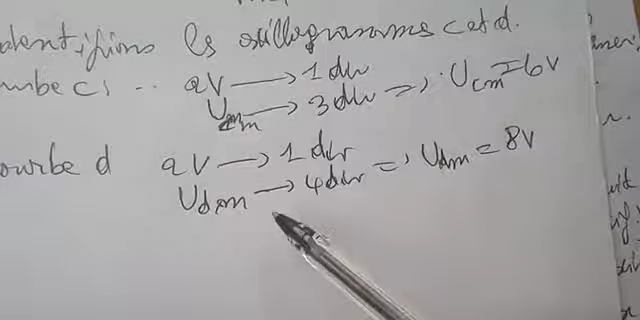 identifions les oscillogrammes c et d.
courbe c: .. 2V → 1 div
Ucm → 3 div => Ucm = 6V
courbe d 2V → 1 div
Udm → 4 div => Udm = 8V